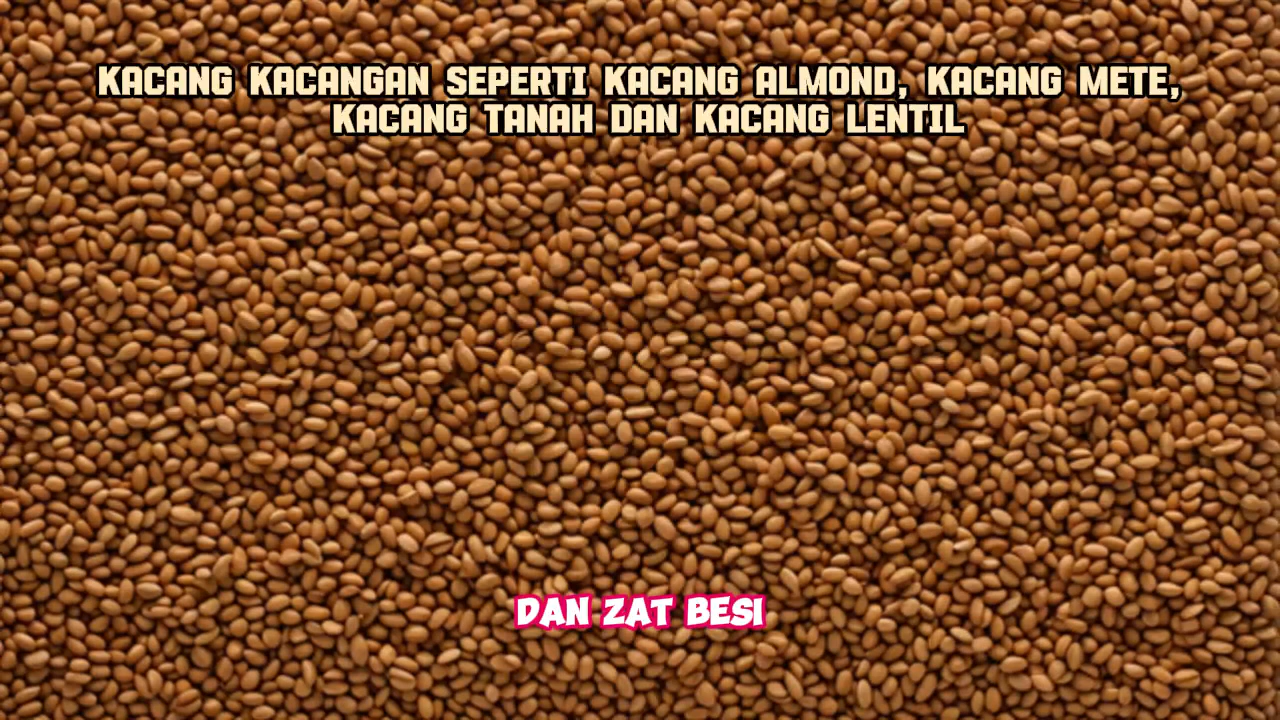 KACANG KACANGAN SEPERTI KACANG ALMOND, KACANG METE,
KACANG TANAH DAN KACANG LENTIL
DAN ZAT BESI